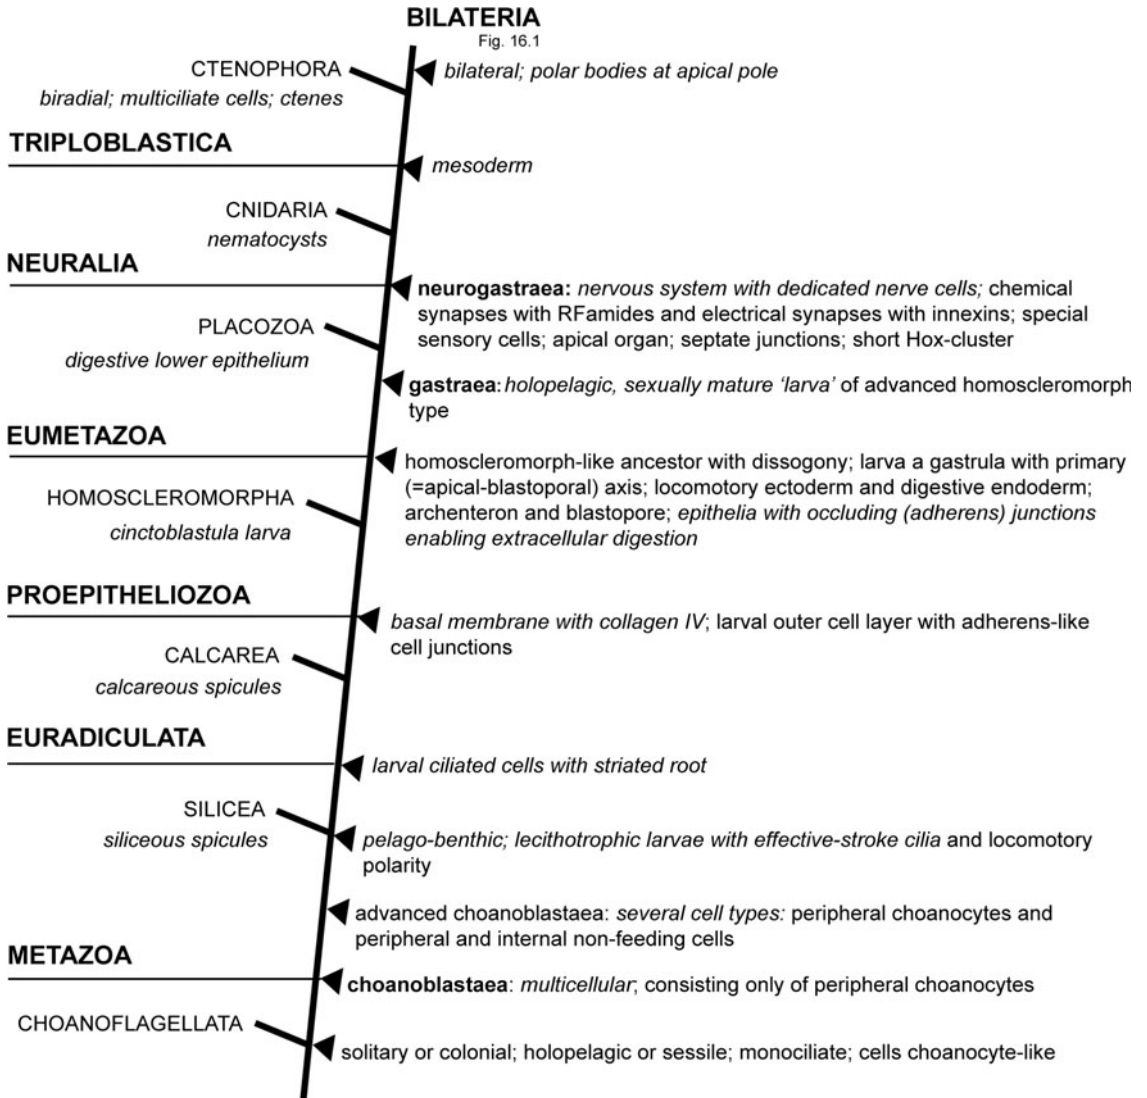 BILATERIA
Fig. 16.1
CTENOPHORA
biradial; multiciliate cells; ctenes
bilateral; polar bodies at apical pole
TRIPLOBLASTICA
mesoderm
CNIDARIA
nematocysts
NEURALIA
neurogastraea: nervous system with dedicated nerve cells; chemical
synapses with RFamides and electrical synapses with innexins; special
sensory cells; apical organ; septate junctions; short Hox-cluster
PLACOZOA
digestive lower epithelium
gastraea: holopelagic, sexually mature ‘larva’ of advanced homoscleromorph
type
EUMETAZOA
homoscleromorph-like ancestor with dissogony; larva a gastrula with primary
(=apical-blastoporal) axis; locomotory ectoderm and digestive endoderm;
archenteron and blastopore; epithelia with occluding (adherens) junctions
enabling extracellular digestion
HOMOSCLEROMORPHA
cinctoblastula larva
PROEPITHELIOZOA
basal membrane with collagen IV; larval outer cell layer with adherens-like
cell junctions
CALCAREA
calcareous spicules
EURADICULATA
larval ciliated cells with striated root
SILICEA
siliceous spicules
pelago-benthic; lecithotrophic larvae with effective-stroke cilia and locomotory
polarity
advanced choanoblastaea: several cell types: peripheral choanocytes and
peripheral and internal non-feeding cells
METAZOA
choanoblastaea: multicellular; consisting only of peripheral choanocytes
CHOANOFLAGELLATA
solitary or colonial; holopelagic or sessile; monociliate; cells choanocyte-like